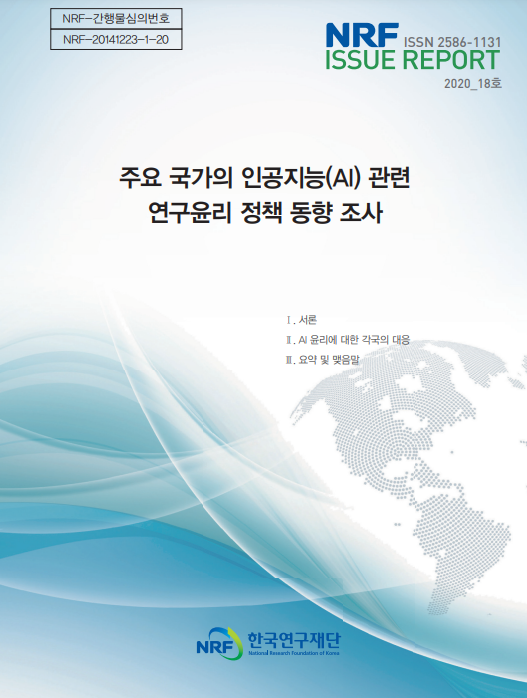 NRF-간행물심의번호
NRF-20141223-1-20
NRF ISSN 2586-1131
ISSUE REPORT
2020_18호
주요 국가의 인공지능(AI) 관련
연구윤리 정책 동향 조사
Ⅰ. 서론
Ⅱ. AI 윤리에 대한 각국의 대응
Ⅲ. 요약 및 맺음말
NRF 한국연구재단
National Research Foundation of Korea